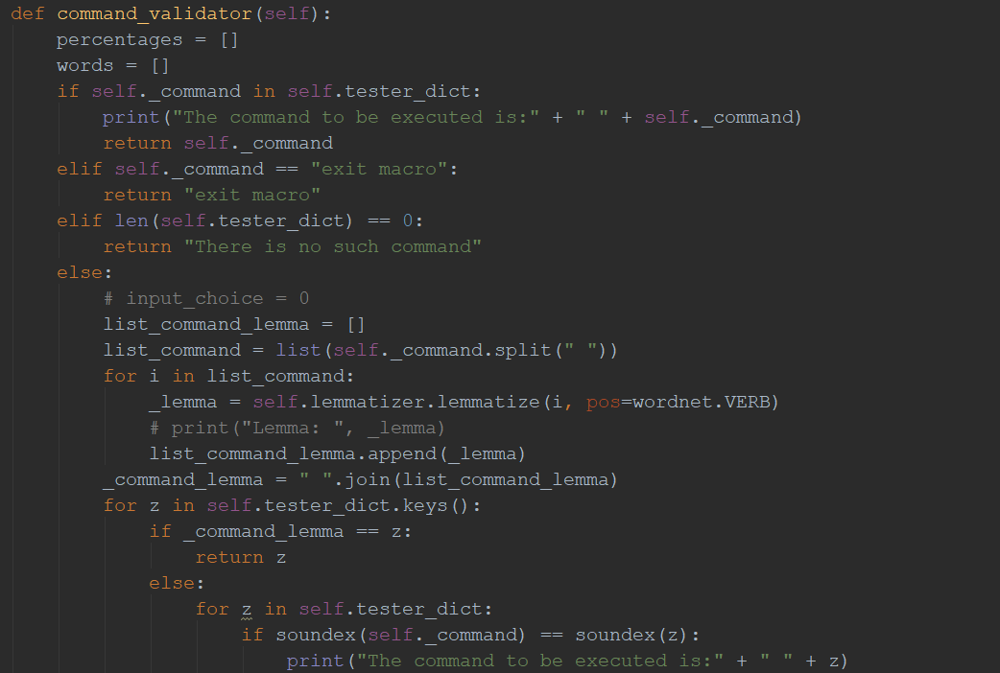 def command_validator(self):
    percentages = []
    words = []
    if self._command in self.tester_dict:
        print("The command to be executed is:" + " " + self._command)
        return self._command
    elif self._command == "exit macro":
        return "exit macro"
    elif len(self.tester_dict) == 0:
        return "There is no such command"
    else:
        # input_choice = 0
        list_command_lemma = []
        list_command = list(self._command.split(" "))
        for i in list_command:
            _lemma = self.lemmatizer.lemmatize(i, pos=wordnet.VERB)
            # print("Lemma: ", _lemma)
            list_command_lemma.append(_lemma)
        _command_lemma = " ".join(list_command_lemma)
        for z in self.tester_dict.keys():
            if _command_lemma == z:
                return z
            else:
                for z in self.tester_dict:
                    if soundex(self._command) == soundex(z):
                        print("The command to be executed is:" + " " + z)